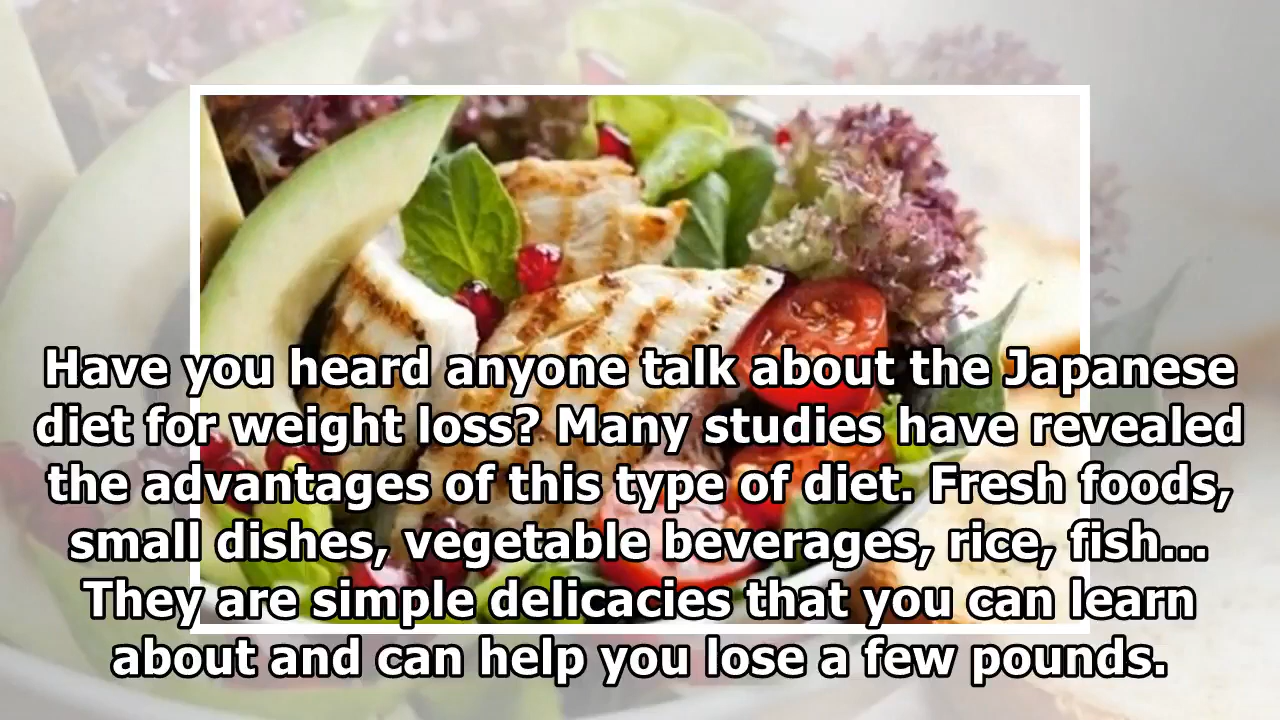 Have you heard anyone talk about the Japanese
diet for weight loss? Many studies have revealed
the advantages of this type of diet. Fresh foods,
small dishes, vegetable beverages, rice, fish...
They are simple delicacies that you can learn
about and can help you lose a few pounds.